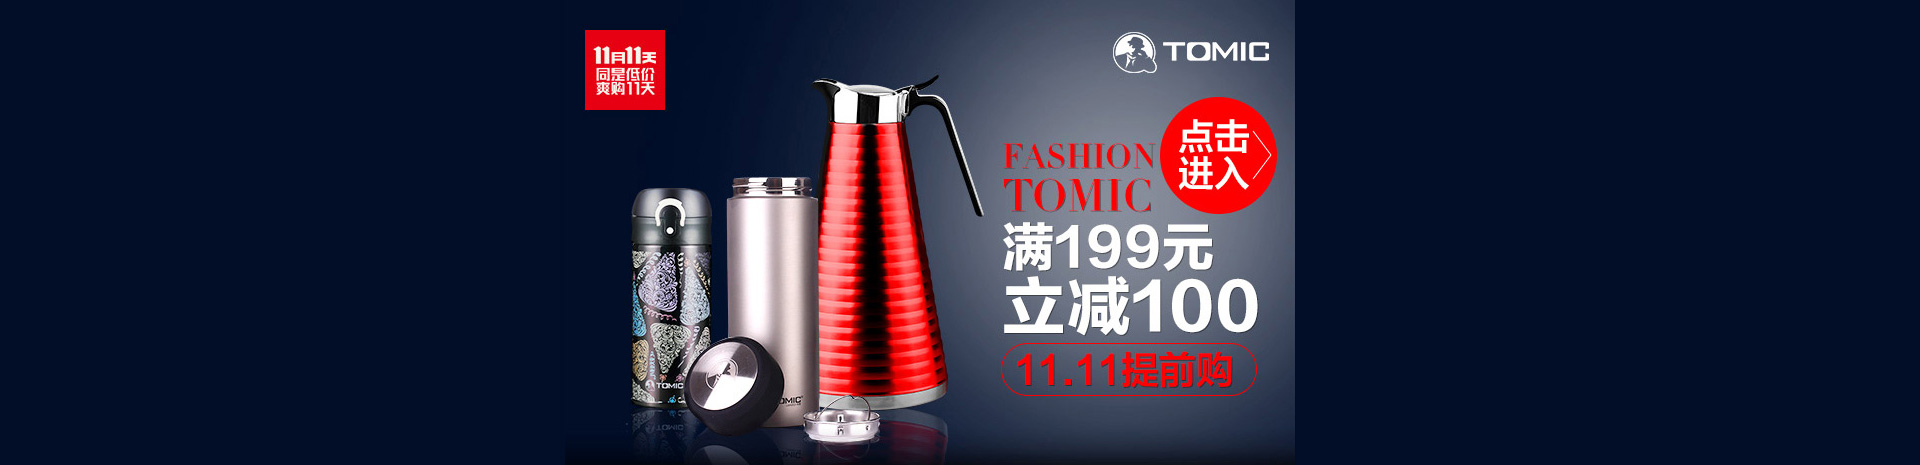 11月11天
同是低价
爽购11天
TOMIC
点击
进入
FASHION
TOMIC
满199元
立减100
11.11提前购
TOMIC
OMIC